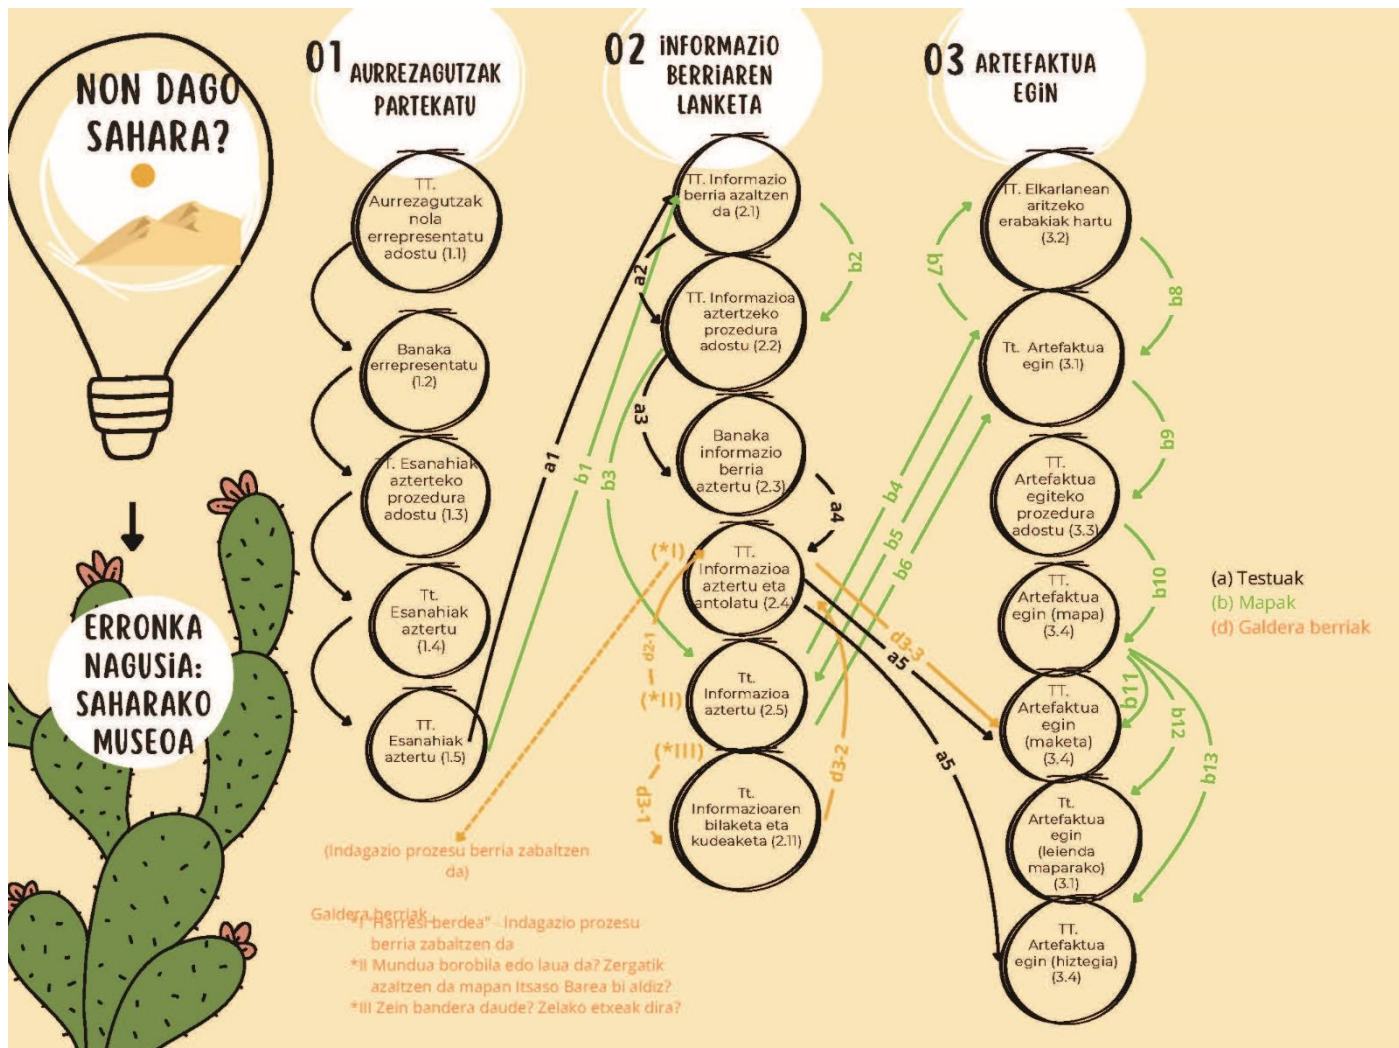 NON DAGO
SAHARA?
ERRONKA
NAGUSiA:
SAHARAKO
MUSEOA
01 AURREZAGUTZAK
PARTEKATU
TT.
Aurrezagutzak
nola
errepresentatu
adostu (1.1)
Banaka
errepresentatu
(1.2)
TT. Esanahiak
azterteko
prozedura
adostu (1.3)
Tt.
Esanahiak
aztertu
(1.4)
TT.
Esanahiak
aztertu (1.5)
a1
b1
b3
02 iNFORMAZIO
BERRiAREN
LANKETA
TT. Informazio
berria azaltzen
da (2.1)
a2
b2
TT. Informazioa
aztertzeko
prozedura
adostu (2.2)
a3
Banaka
informazio
berria
aztertu (2.3)
a4
TT.
Informazioa
aztertu eta
antolatu (2.4)
(*I)
d2-1
Tt.
Informazioa
aztertu (2.5)
(*II)
(*III)
d3-1
Tt.
Informazioaren
bilaketa eta
kudeaketa (2.11)
d3-2
b4
b5
b6
d3-3
a5
a5
03 ARTEFAKTUA
EGIN
TT. Elkarlanean
aritzeko
erabakiak hartu
(3.2)
b7
b8
Tt. Artefaktua
egin (3.1)
b9
TT.
Artefaktua
egiteko
prozedura
adostu (3.3)
b10
TT.
Artefaktua
egin (mapa)
(3.4)
b11
b12
b13
TT.
Artefaktua
egin
(maketa)
(3.4)
Tt.
Artefaktua
egin
(leienda
maparako)
(3.1)
TT.
Artefaktua
egin (hiztegia)
(3.4)
(a) Testuak
(b) Mapak
(d) Galdera berriak
(Indagazio prozesu berria zabaltzen
da)
Galdera berriak
*I "Harresi berdea" - Indagazio prozesu
berria zabaltzen da
*II Mundua borobila edo laua da? Zergatik
azaltzen da mapan Itsaso Barea bi aldiz?
*III Zein bandera daude? Zelako etxeak dira?